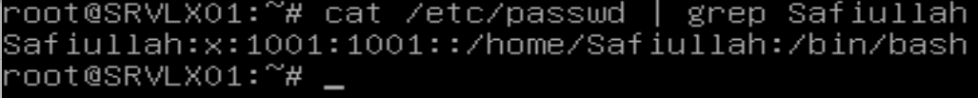 root@SRVLX01:~# cat /etc/passwd | grep Safiullah
Safiullah:x:1001:1001::/home/Safiullah:/bin/bash
root@SRVLX01:~# _